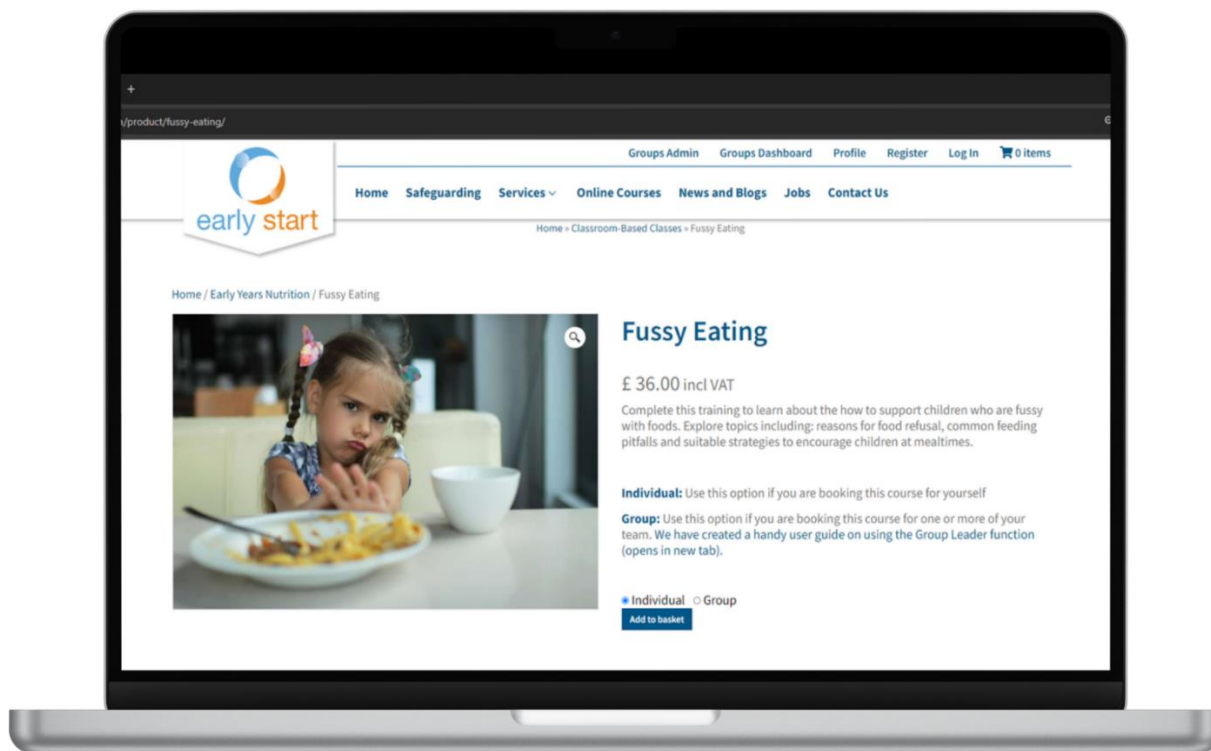 +
/product/fussy-eating/
Groups Admin Groups Dashboard Profile Register Log In 0 items
early start
Home Safeguarding Services Online Courses News and Blogs Jobs Contact Us
Home » Classroom-Based Classes » Fussy Eating
Home / Early Years Nutrition / Fussy Eating
Fussy Eating
£ 36.00 incl VAT
Complete this training to learn about the how to support children who are fussy
with foods. Explore topics including: reasons for food refusal, common feeding
pitfalls and suitable strategies to encourage children at mealtimes.
Individual: Use this option if you are booking this course for yourself
Group: Use this option if you are booking this course for one or more of your
team. We have created a handy user guide on using the Group Leader function
(opens in new tab).
Individual Group
Add to basket